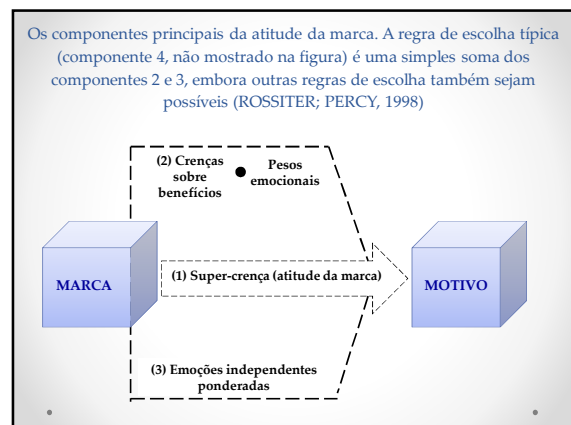 Os componentes principais da atitude da marca. A regra de escolha típica
(componente 4, não mostrado na figura) é uma simples soma dos
componentes 2 e 3, embora outras regras de escolha também sejam
possíveis (ROSSITER; PERCY, 1998)
(2) Crenças
sobre
benefícios
Pesos
emocionais
MARCA
(1) Super-crença (atitude da marca)
MOTIVO
(3) Emoções independentes
ponderadas